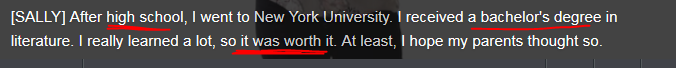 [SALLY] After high school, I went to New York University. I received a bachelor's degree in
literature. I really learned a lot, so it was worth it. At least, I hope my parents thought so.